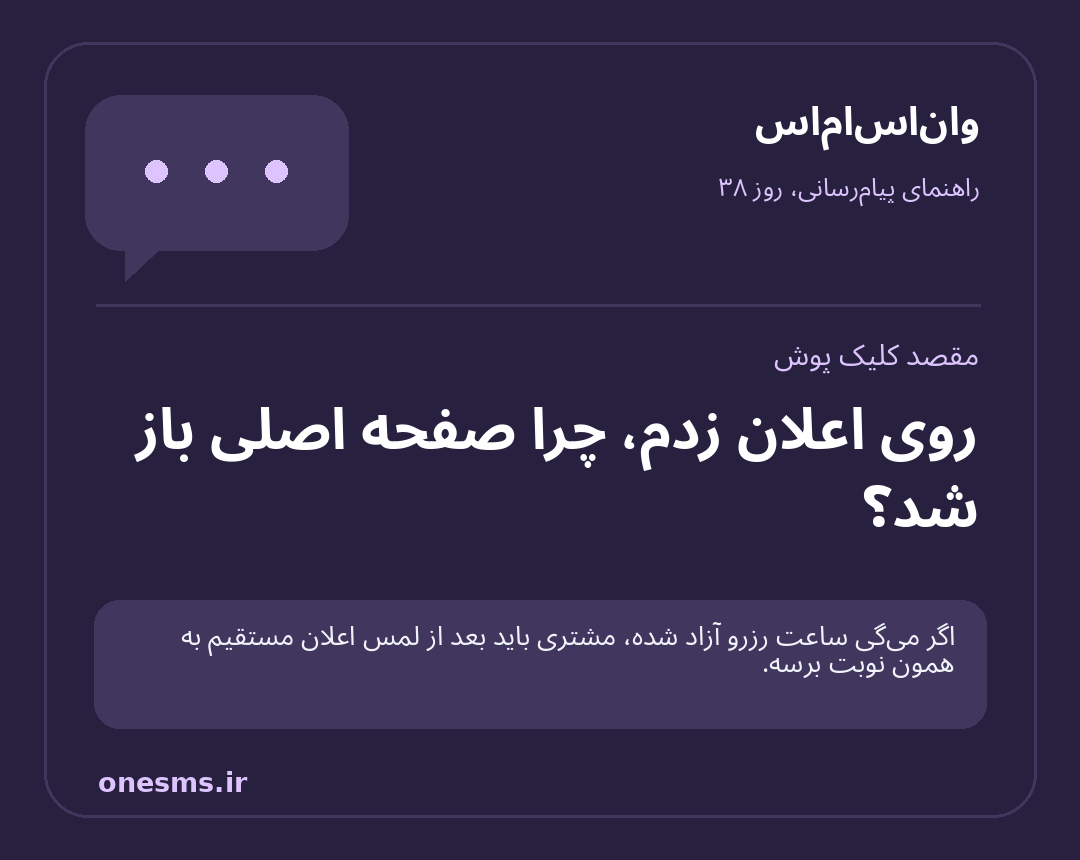 وان‌اس‌ام‌اس
راهنمای پیام‌رسانی، روز ۳۸
مقصد کلیک پوش
روی اعلان زدم، چرا صفحه اصلی باز
شد؟
اگر می‌گی ساعت رزرو آزاد شده، مشتری باید بعد از لمس اعلان مستقیم به
همون نوبت برسه.
onesms.ir